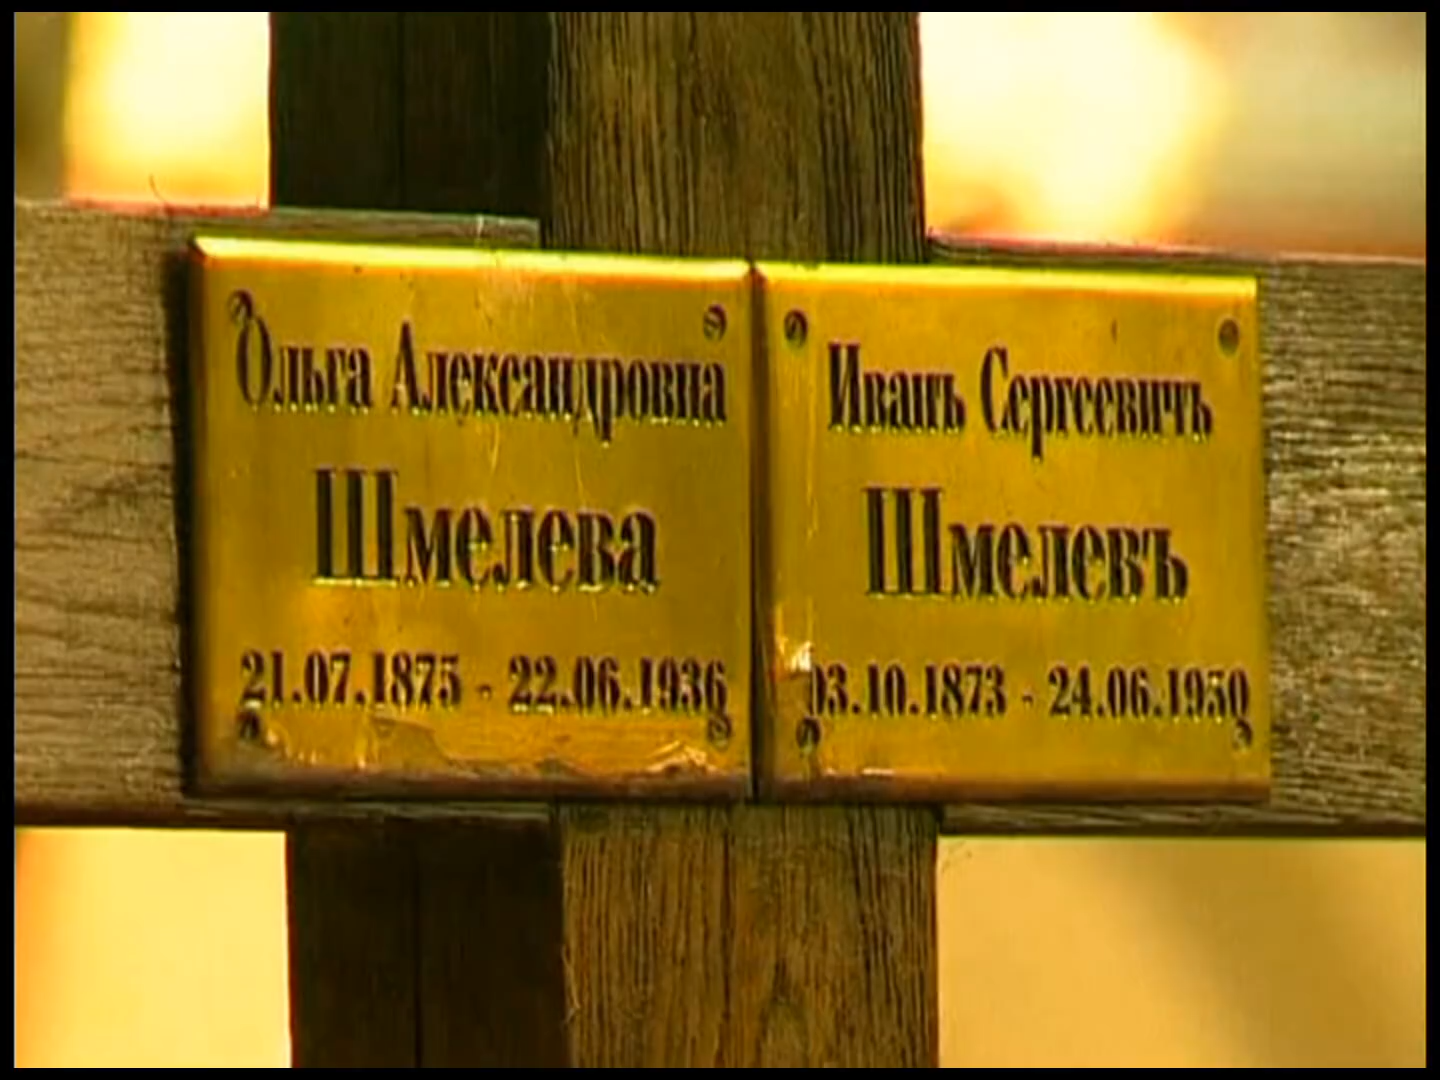 Ольга Александровна
Шмелева
21.07.1875 - 22.06.1936
Иванъ Сергеевичъ
Шмелевъ
03.10.1873 - 24.06.1950